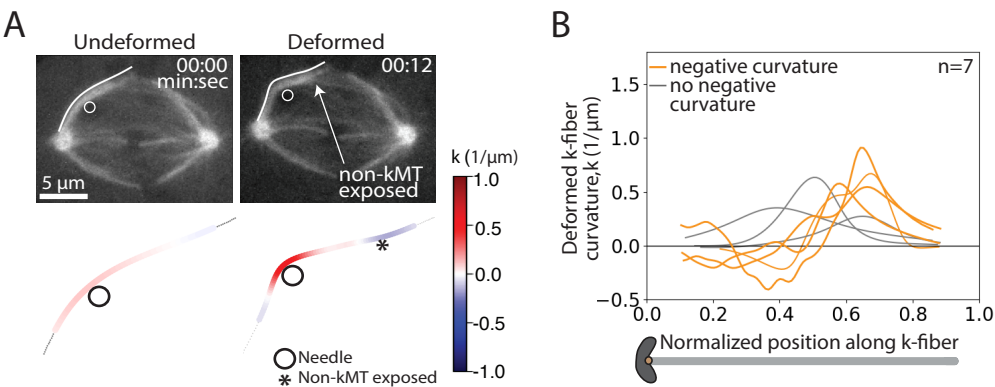 A
Undeformed
Deformed
00:00
min:sec
00:12
5 μm
non-kMT
exposed
k (1/μm)
1.0
0.5
0.0
-0.5
-1.0
*
Needle
* Non-kMT exposed
B
negative curvature
no negative
curvature
n=7
Deformed k-fiber
curvature,k (1/μm)
1.5
1.0
0.5
0.0
−0.5
0.0
0.2
0.4
0.6
0.8
1.0
Normalized position along k-fiber